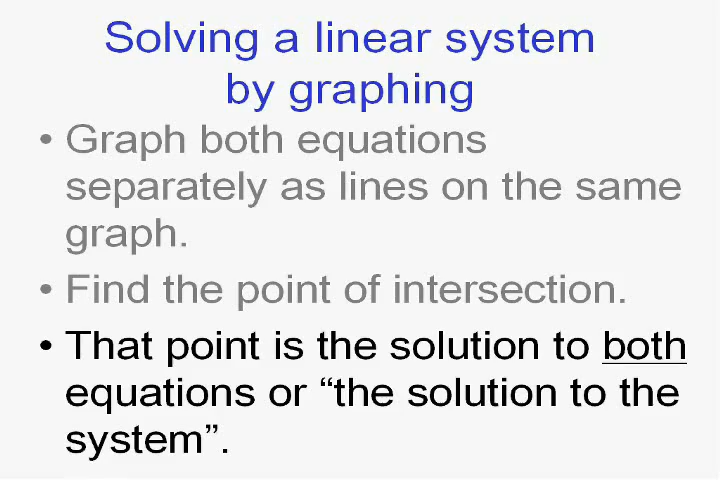 Solving a linear system
by graphing
• Graph both equations
separately as lines on the same
graph.
• Find the point of intersection.
• That point is the solution to both
equations or “the solution to the
system”.